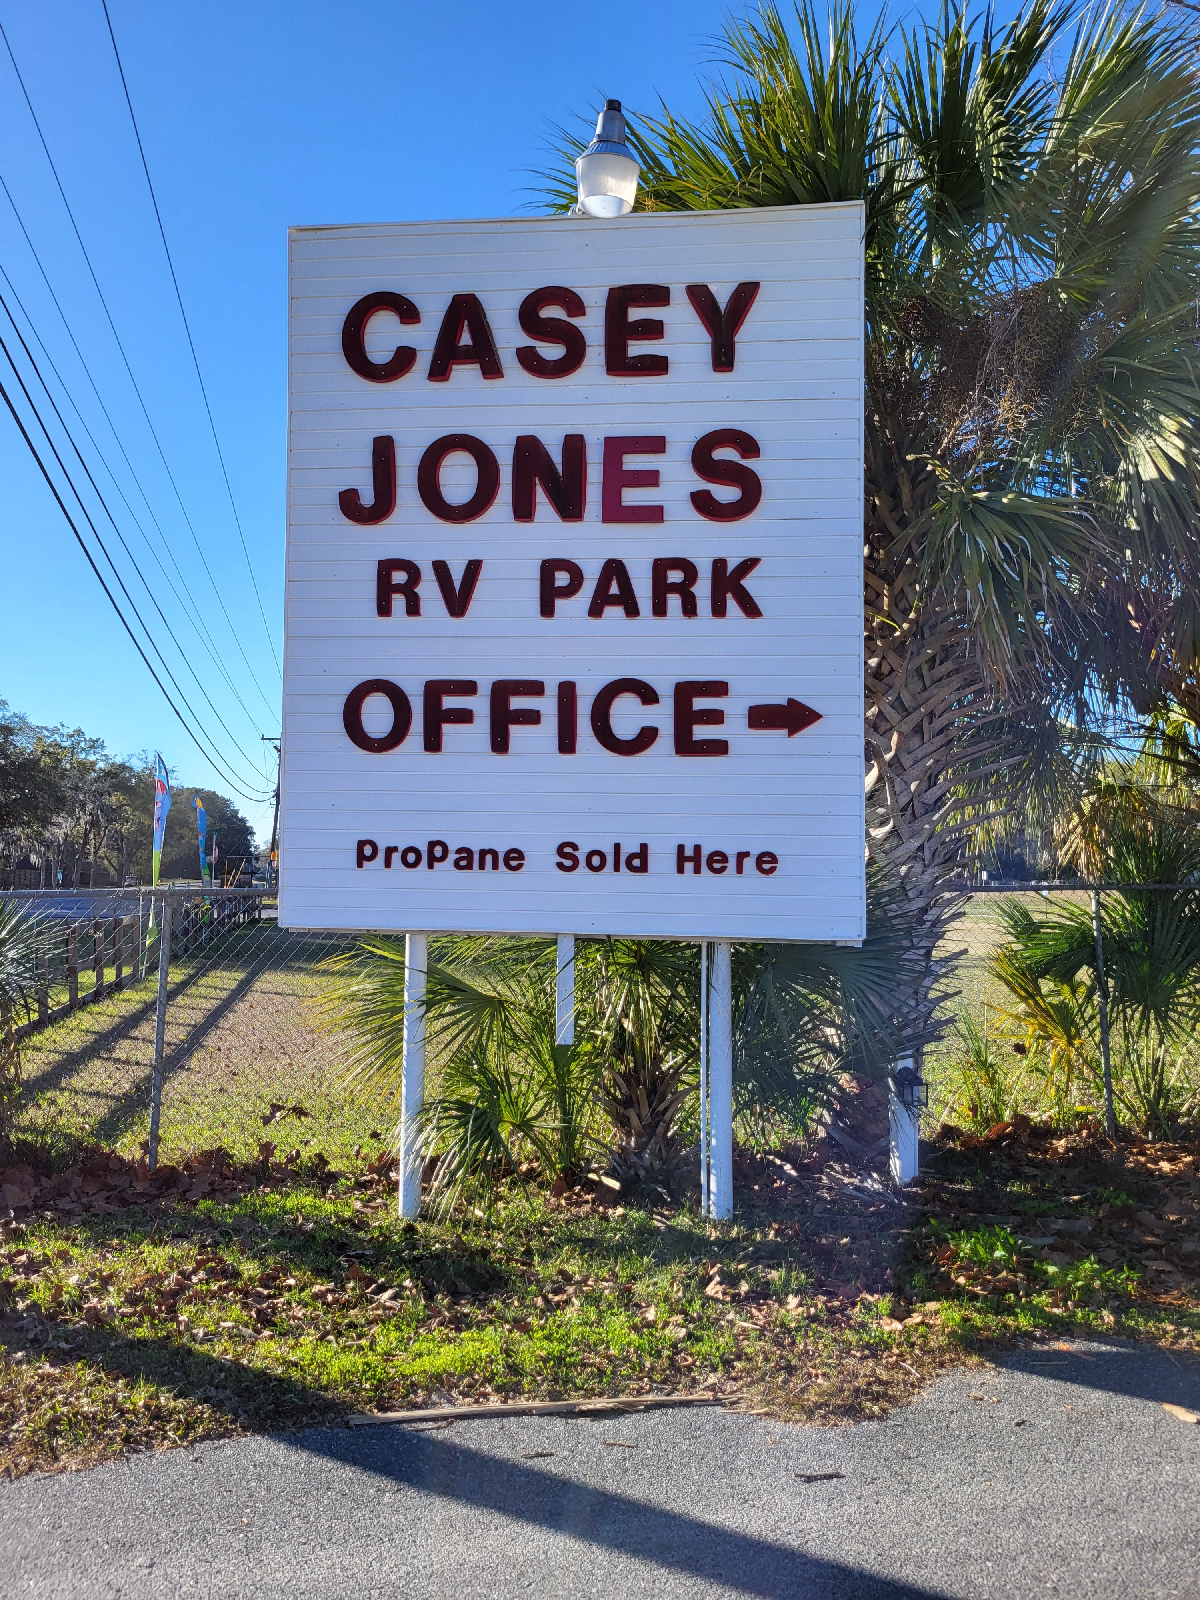 CASEY
JONES
RV PARK
OFFICE→
ProPane Sold Here